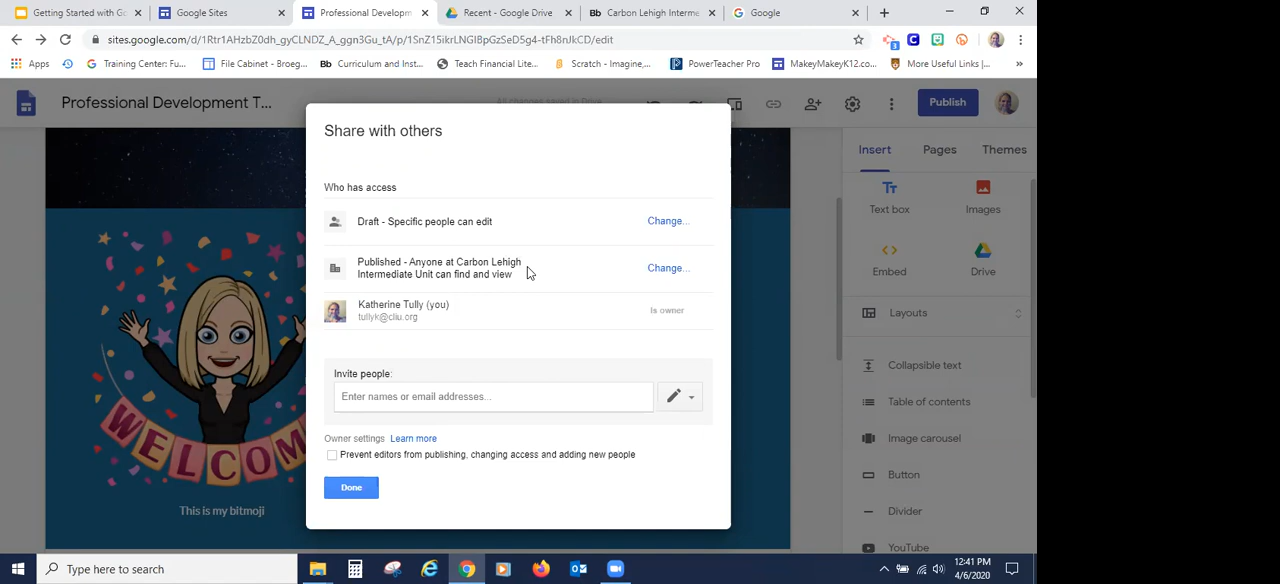 Getting Started with Go
Google Sites
Professional Developm
Recent - Google Drive
Bb Carbon Lehigh Interme
Google
sites.google.com/d/1Rtr1AHzbZ0dh_gyCLNDZ_A_ggn3Gu_tA/p/1SnZ15ikrLNGIBpGzSeD5g4-tFh8nJkCD/edit
Apps
Training Center: Fu...
File Cabinet - Broeg...
Bb Curriculum and Inst...
Teach Financial Lite...
Scratch - Imagine,...
PowerTeacher Pro
MakeyMakeyK12.co...
More Useful Links |...
»
Professional Development T...
Publish
Share with others
Who has access
Draft - Specific people can edit
Change...
Published - Anyone at Carbon Lehigh
Intermediate Unit can find and view
Change...
Katherine Tully (you)
tullyk@cliu.org
Is owner
Invite people:
Enter names or email addresses...
Owner settings Learn more
Prevent editors from publishing, changing access and adding new people
Done
WELCOM
This is my bitmoji
Insert
Pages
Themes
Tт
Text box
Images
Embed
Drive
Layouts
Collapsible text
Table of contents
Image carousel
Button
Divider
YouTube
Type here to search
12:41 PM
4/6/2020